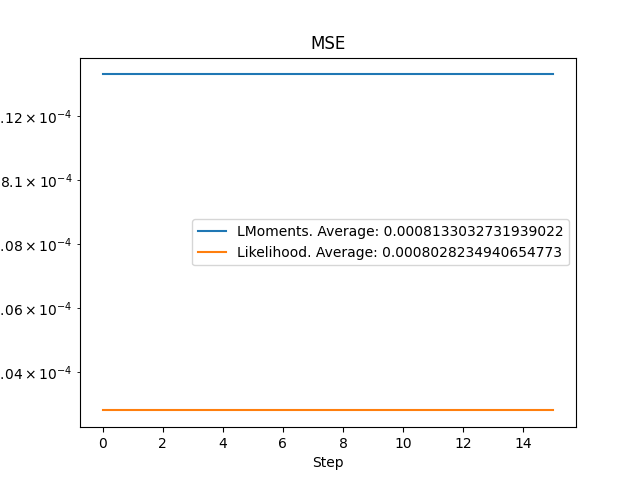 MSE
.12 × 10⁻⁴
8.1 × 10⁻⁴
.08 × 10⁻⁴
.06 × 10⁻⁴
.04 × 10⁻⁴
LMoments. Average: 0.0008133032731939022
Likelihood. Average: 0.0008028234940654773
0 2 4 6 8 10 12 14
Step